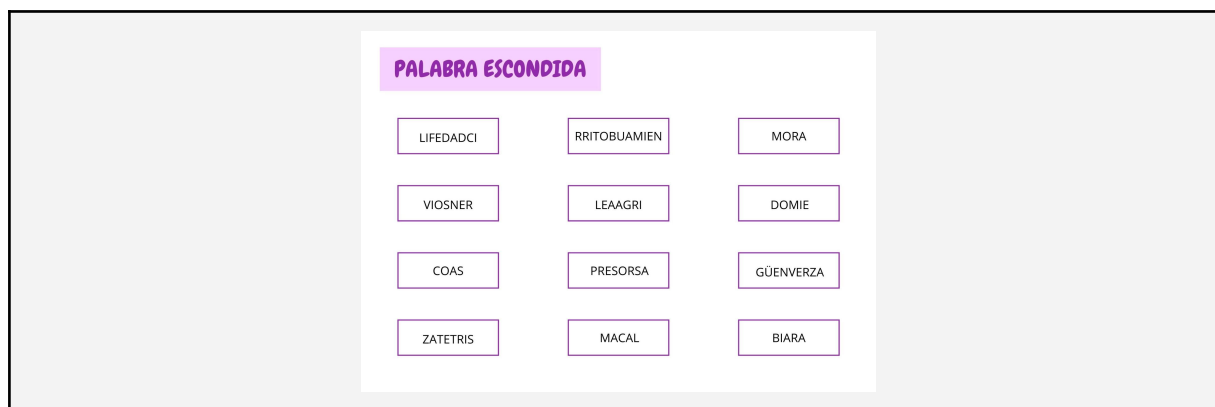 PALABRA ESCONDIDA
LIFEDADCI RRITOBUAMIEN MORA
VIOSNER LEAAGRI DOMIE
COAS PRESORSA GÜENVERZA
ZATETRIS MACAL BIARA